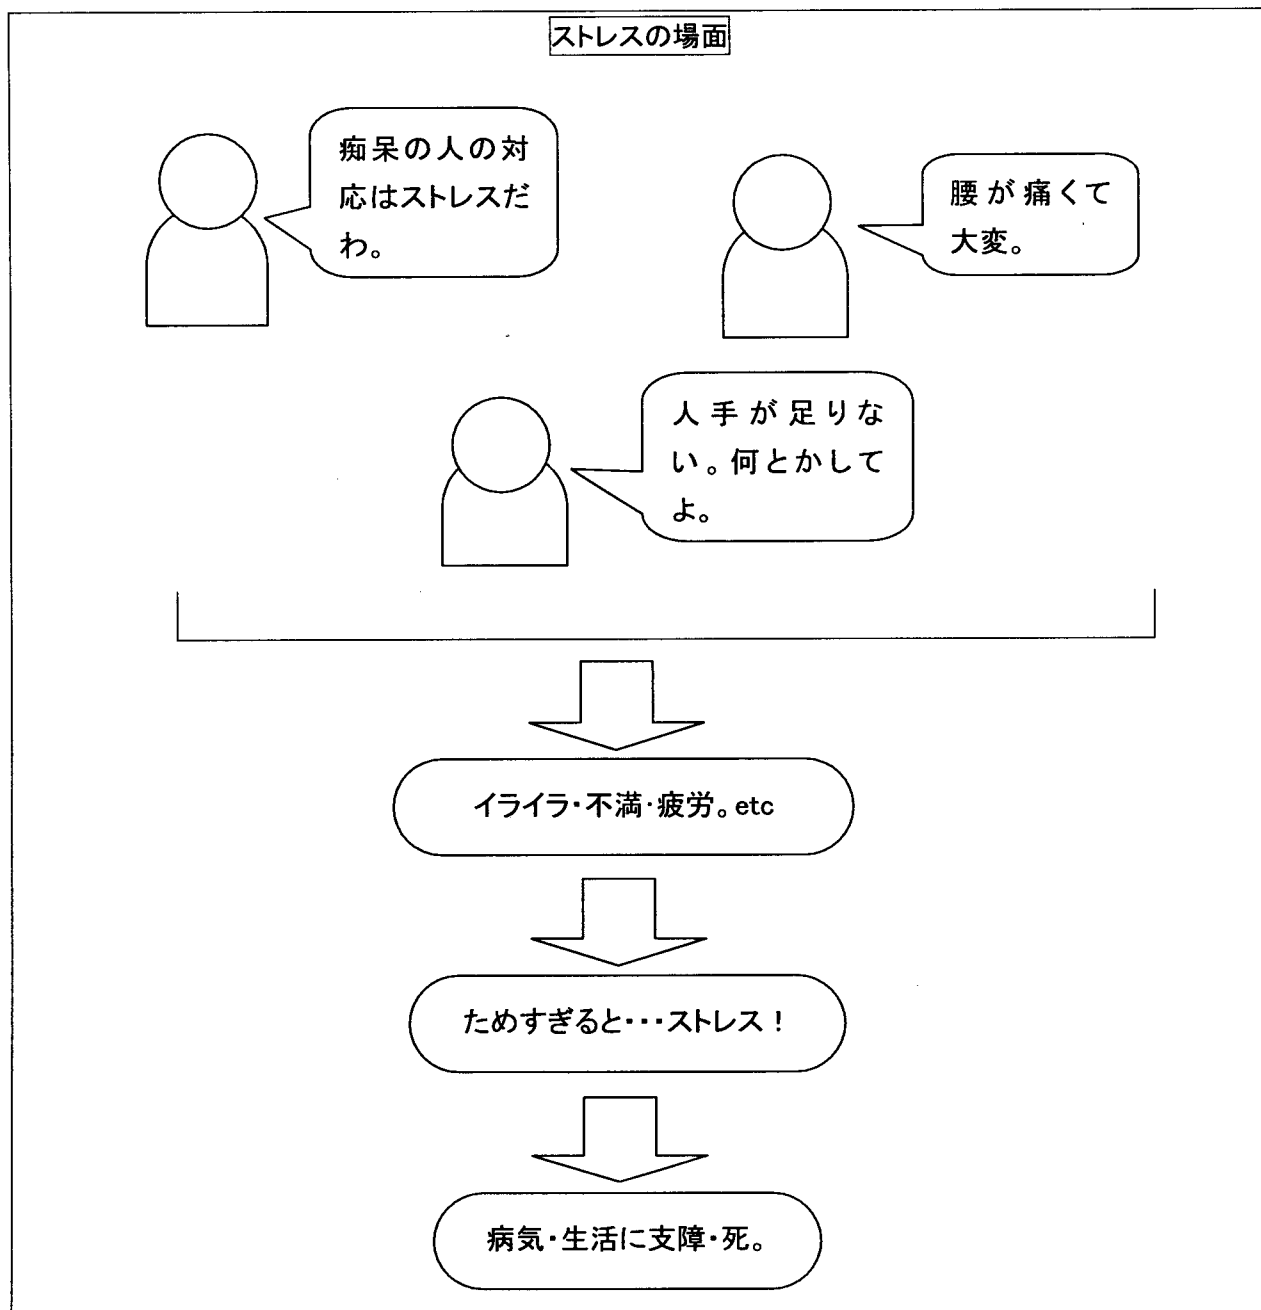 ストレスの場面
痴呆の人の対
応はストレスだ
わ。
腰が痛くて
大変。
人手が足りな
い。何とかして
よ。
イライラ・不満・疲労。etc
ためすぎると・・・ストレス！
病気・生活に支障・死。